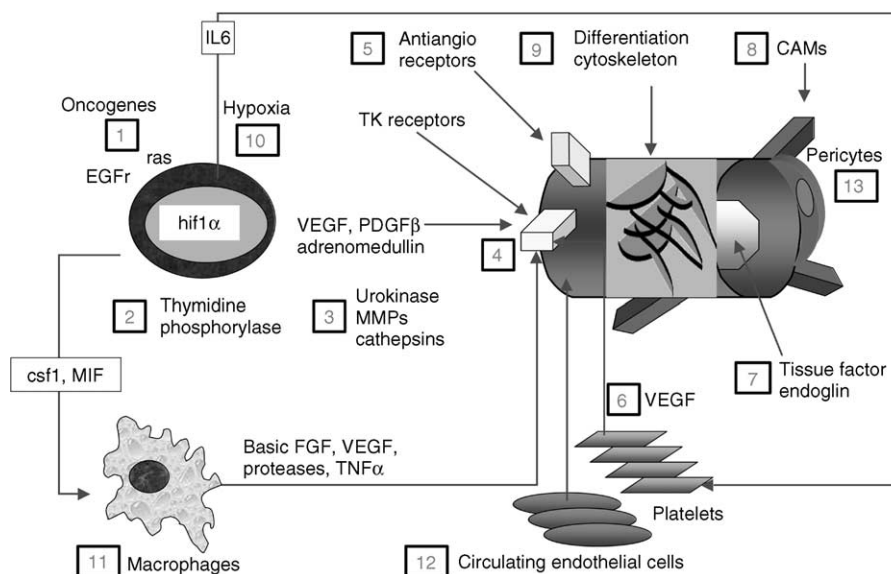 IL6
5 Antiangio
receptors
9 Differentiation
cytoskeleton
8 CAMs
Oncogenes
1
Hypoxia
10
ras
EGFr
TK receptors
Pericytes
13
hif1α
VEGF, PDGFβ
adrenomedullin
4
2 Thymidine
phosphorylase
3 Urokinase
MMPs
cathepsins
csf1, MIF
7 Tissue factor
endoglin
6 VEGF
Basic FGF, VEGF,
proteases, TNFα
Platelets
11 Macrophages
12 Circulating endothelial cells